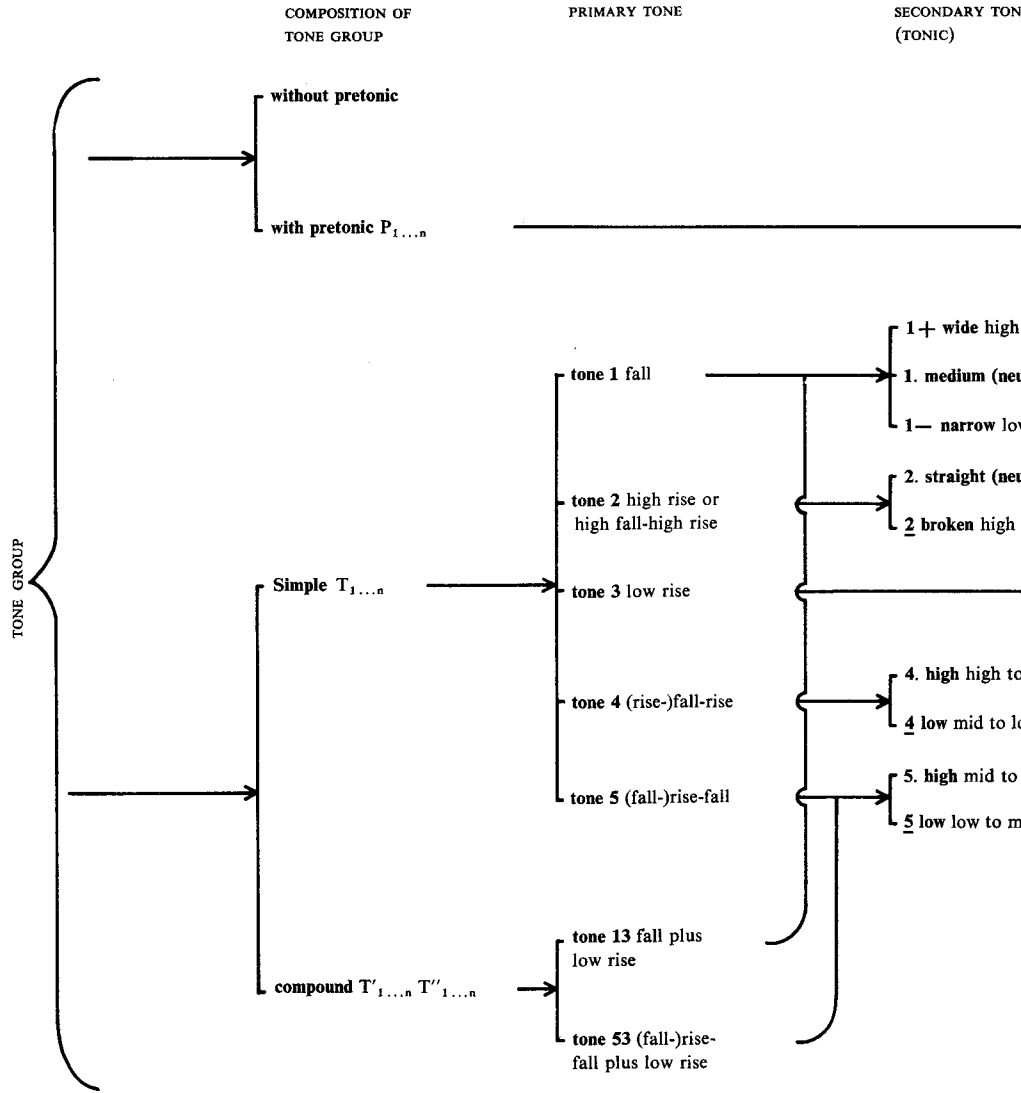 COMPOSITION OF
TONE GROUP
PRIMARY TONE
SECONDARY
(TONIC)
without pretonic
with pretonic P1...n
TONE GROUP
Simple T1...n
compound T′1...n T″1...n
tone 1 fall
tone 2 high rise or
high fall-high rise
tone 3 low rise
tone 4 (rise-)fall-rise
tone 5 (fall-)rise-fall
tone 13 fall plus
low rise
tone 53 (fall-)rise-
fall plus low rise
1+ wide high
1. medium
1− narrow
2. straight
2 broken high
4. high high to
4 low mid to
5. high mid to
5 low low to